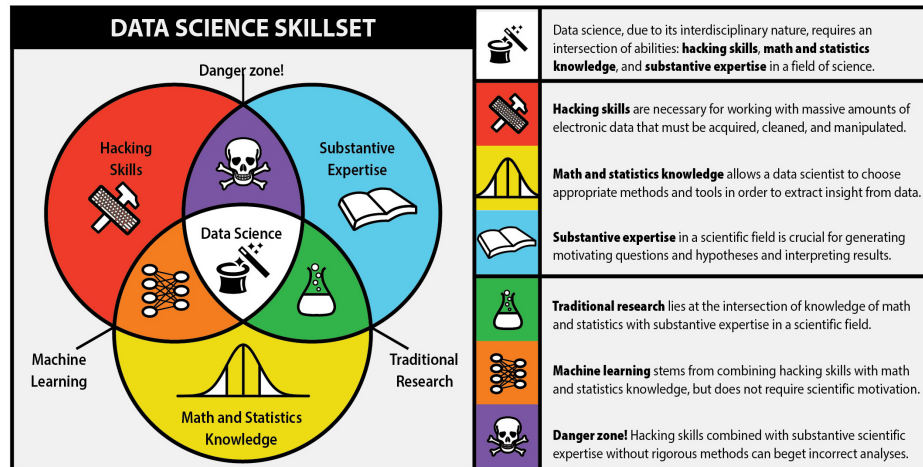 DATA SCIENCE SKILLSET
Danger zone!
Hacking
Skills
Substantive
Expertise
Data Science
Machine
Learning
Traditional
Research
Math and Statistics
Knowledge
Data science, due to its interdisciplinary nature, requires an
intersection of abilities: hacking skills, math and statistics
knowledge, and substantive expertise in a field of science.
Hacking skills are necessary for working with massive amounts of
electronic data that must be acquired, cleaned, and manipulated.
Math and statistics knowledge allows a data scientist to choose
appropriate methods and tools in order to extract insight from data.
Substantive expertise in a scientific field is crucial for generating
motivating questions and hypotheses and interpreting results.
Traditional research lies at the intersection of knowledge of math
and statistics with substantive expertise in a scientific field.
Machine learning stems from combining hacking skills with math
and statistics knowledge, but does not require scientific motivation.
Danger zone! Hacking skills combined with substantive scientific
expertise without rigorous methods can beget incorrect analyses.